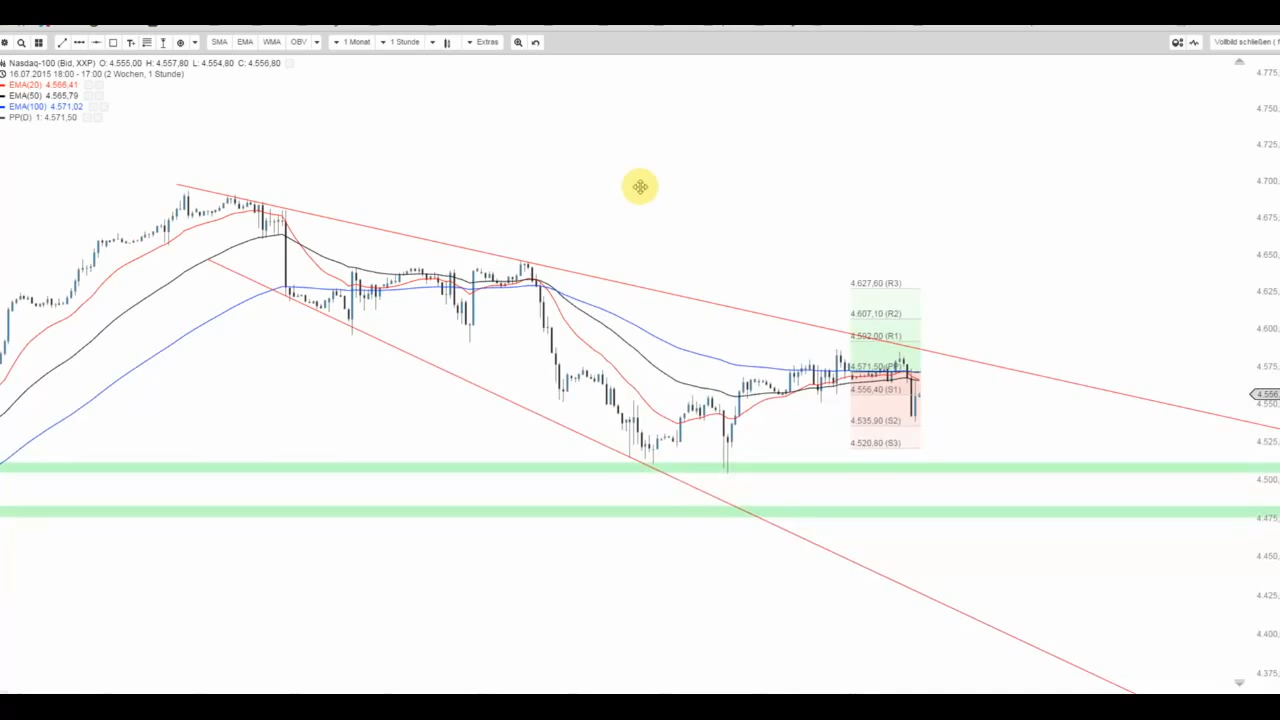 SMA EMA WMA OBV 1 Monat 1 Stunde Extras Vollbild schließen (
Nasdaq-100 (Bid, XXP) O: 4.555,00 H: 4.557,80 L: 4.554,80 C: 4.556,80
16.07.2015 18:00 - 17:00 (2 Wochen, 1 Stunde)
EMA(20) 4.566,41
EMA(50) 4.565,79
EMA(100) 4.571,02
PP(D) 1: 4.571,50
4.775,
4.750,
4.725,
4.700,
4.675,
4.650,
4.625,
4.600,
4.575,
4.556,
4.550,
4.525,
4.500,
4.475,
4.450,
4.425,
4.400,
4.375,
4.627,60 (R3)
4.607,10 (R2)
4.592,00 (R1)
4.571,50 (PP)
4.556,40 (S1)
4.535,90 (S2)
4.520,80 (S3)